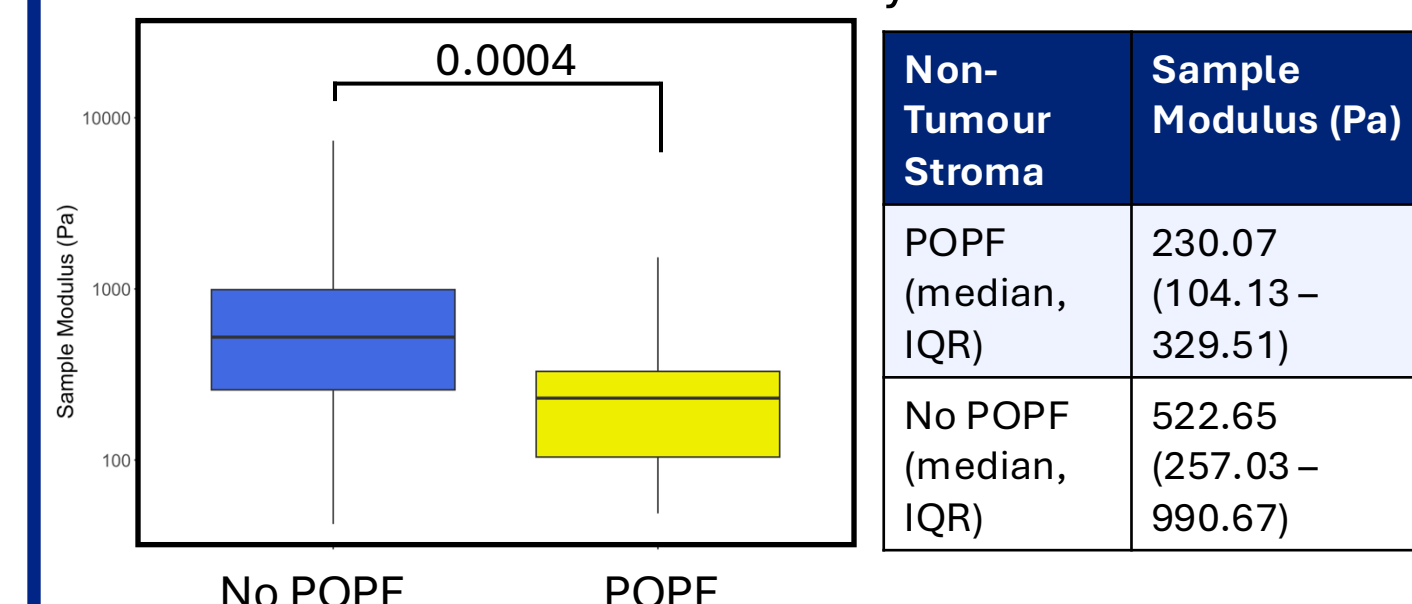 0.0004
10000
1000
100
Sample Modulus (Pa)
No POPF
POPF
Non-
Tumour
Stroma
Sample
Modulus (Pa)
POPF
(median,
IQR)
230.07
(104.13 –
329.51)
No POPF
(median,
IQR)
522.65
(257.03 –
990.67)